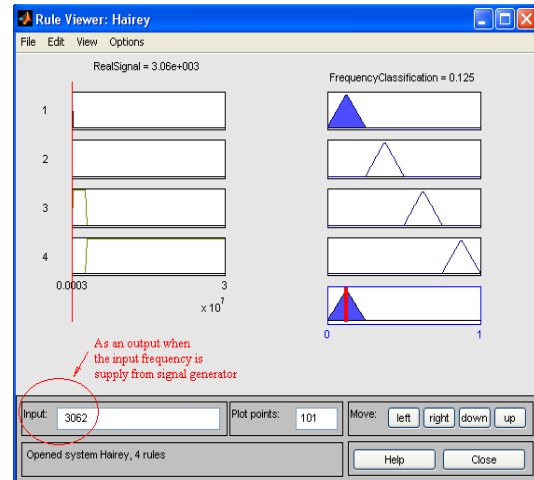 Rule Viewer: Hairey
File Edit View Options
RealSignal = 3.06e+003
FrequencyClassification = 0.125
1
2
3
4
0.0003
3
x 10^7
0
1
As an output when
the input frequency is
supply from signal generator
Input: 3062
Plot points: 101
Move: left right down up
Opened system Hairey, 4 rules
Help Close